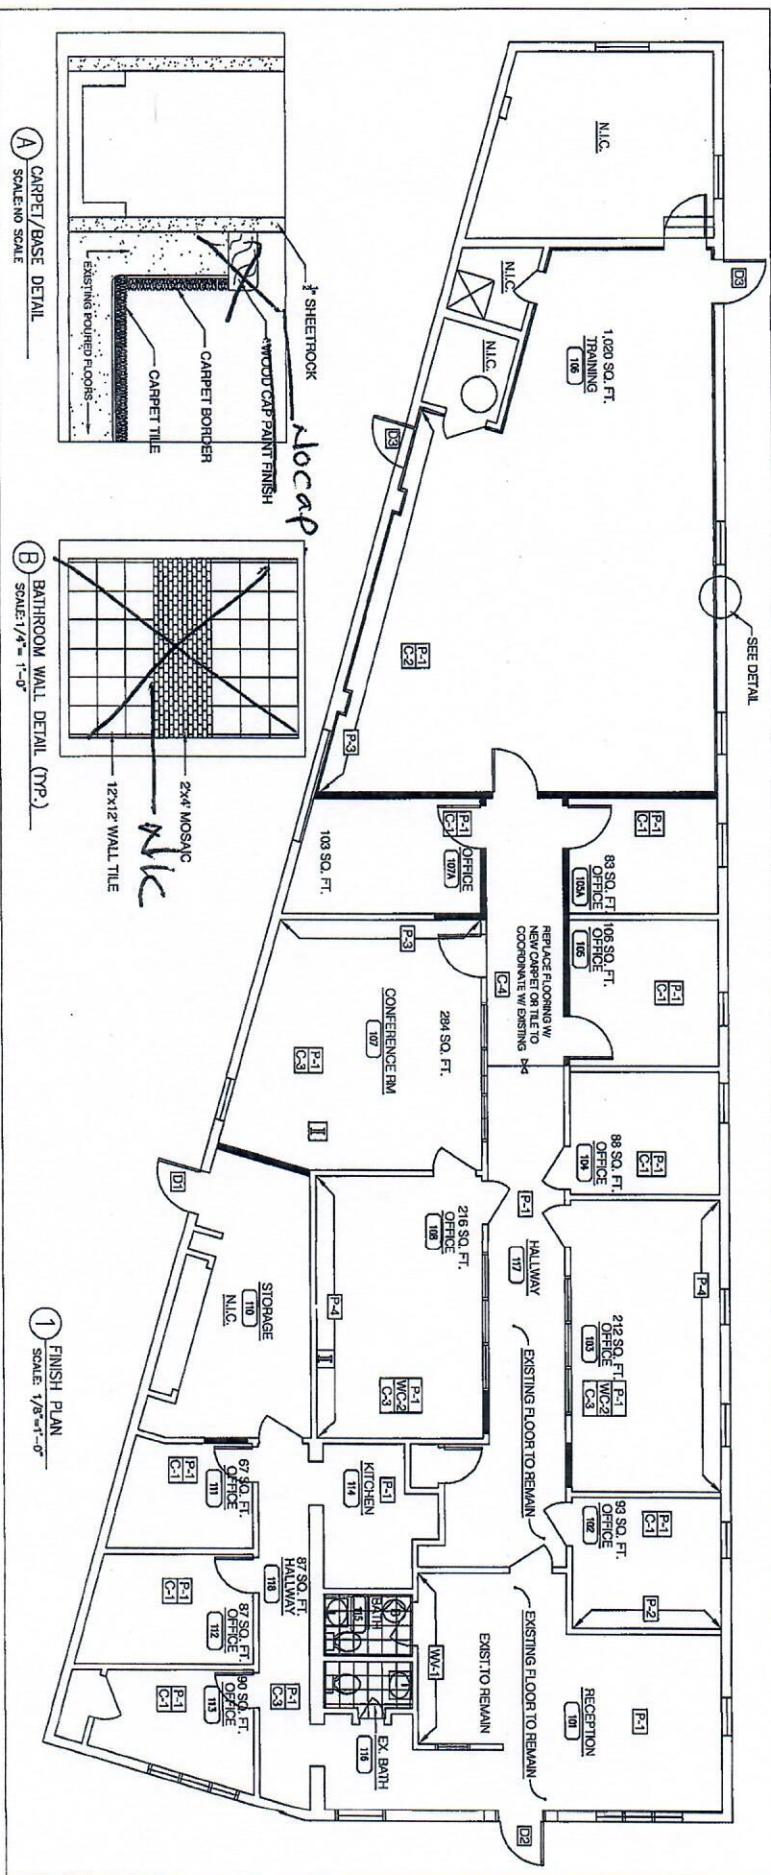 N.I.C.
D3
N.I.C.
N.I.C.
1,020 SQ. FT.
TRAINING
106
D3
SEE DETAIL
P-1
C-2
P-3
P-1
C-1
83 SQ. FT.
OFFICE
105A
P-1
C-1
OFFICE
107A
103 SQ. FT.
106 SQ. FT.
OFFICE
105
P-1
C-1
REPLACE FLOORING W/
NEW CARPET OR TILE TO
COORDINATE W/ EXISTING
C-4
P-3
284 SQ. FT.
CONFERENCE RM
107
P-1
C-3
P-1
C-1
88 SQ. FT.
OFFICE
104
P-1
HALLWAY
117
P-4
212 SQ. FT.
OFFICE
103
P-1
WC-2
C-3
216 SQ. FT.
OFFICE
108
P-4
P-1
WC-2
C-3
EXISTING FLOOR TO REMAIN
D1
STORAGE
110
N.I.C.
P-1
C-1
93 SQ. FT.
OFFICE
102
P-2
P-1
KITCHEN
114
67 SQ. FT.
OFFICE
111
P-1
C-1
87 SQ. FT.
HALLWAY
118
P-1
C-3
87 SQ. FT.
OFFICE
112
P-1
C-1
90 SQ. FT.
OFFICE
113
P-1
C-1
BATH
115
B
EX. BATH
116
WV-1
EXIST. TO REMAIN
EXISTING FLOOR TO REMAIN
RECEPTION
101
P-1
D2
½" SHEETROCK
WOOD CAP PAINT FINISH
No cap
CARPET BORDER
CARPET TILE
EXISTING POURED FLOORS
A CARPET/BASE DETAIL
SCALE:NO SCALE
2"x4" MOSAIC
12"x12" WALL TILE
B BATHROOM WALL DETAIL (TYP.)
SCALE:1/4"= 1'-0"
1 FINISH PLAN
SCALE: 1/8"=1'-0"